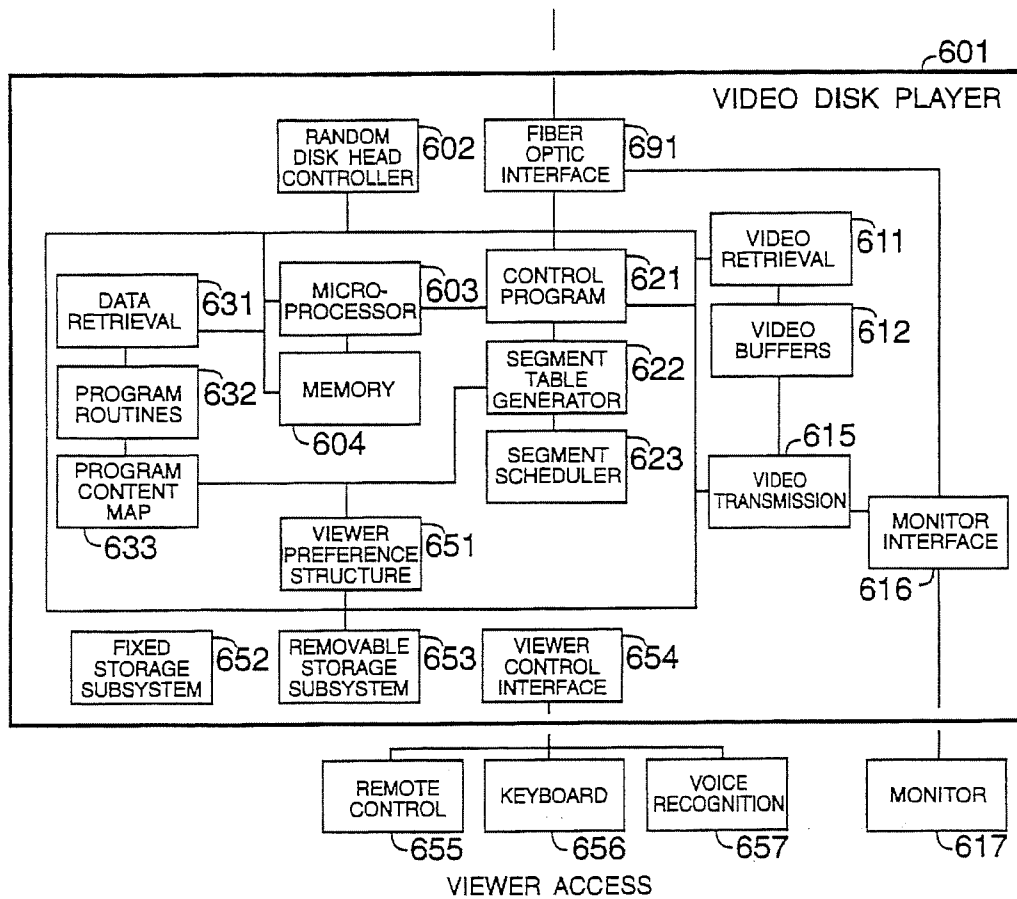 601
VIDEO DISK PLAYER
RANDOM
DISK HEAD
CONTROLLER
602
FIBER
OPTIC
INTERFACE
691
VIDEO
RETRIEVAL
611
DATA
RETRIEVAL
631
MICRO-
PROCESSOR
603
CONTROL
PROGRAM
621
VIDEO
BUFFERS
612
PROGRAM
ROUTINES
632
MEMORY
604
SEGMENT
TABLE
GENERATOR
622
PROGRAM
CONTENT
MAP
633
SEGMENT
SCHEDULER
623
615
VIDEO
TRANSMISSION
MONITOR
INTERFACE
616
VIEWER
PREFERENCE
STRUCTURE
651
FIXED
STORAGE
SUBSYSTEM
652
REMOVABLE
STORAGE
SUBSYSTEM
653
VIEWER
CONTROL
INTERFACE
654
REMOTE
CONTROL
655
KEYBOARD
656
VOICE
RECOGNITION
657
MONITOR
617
VIEWER ACCESS